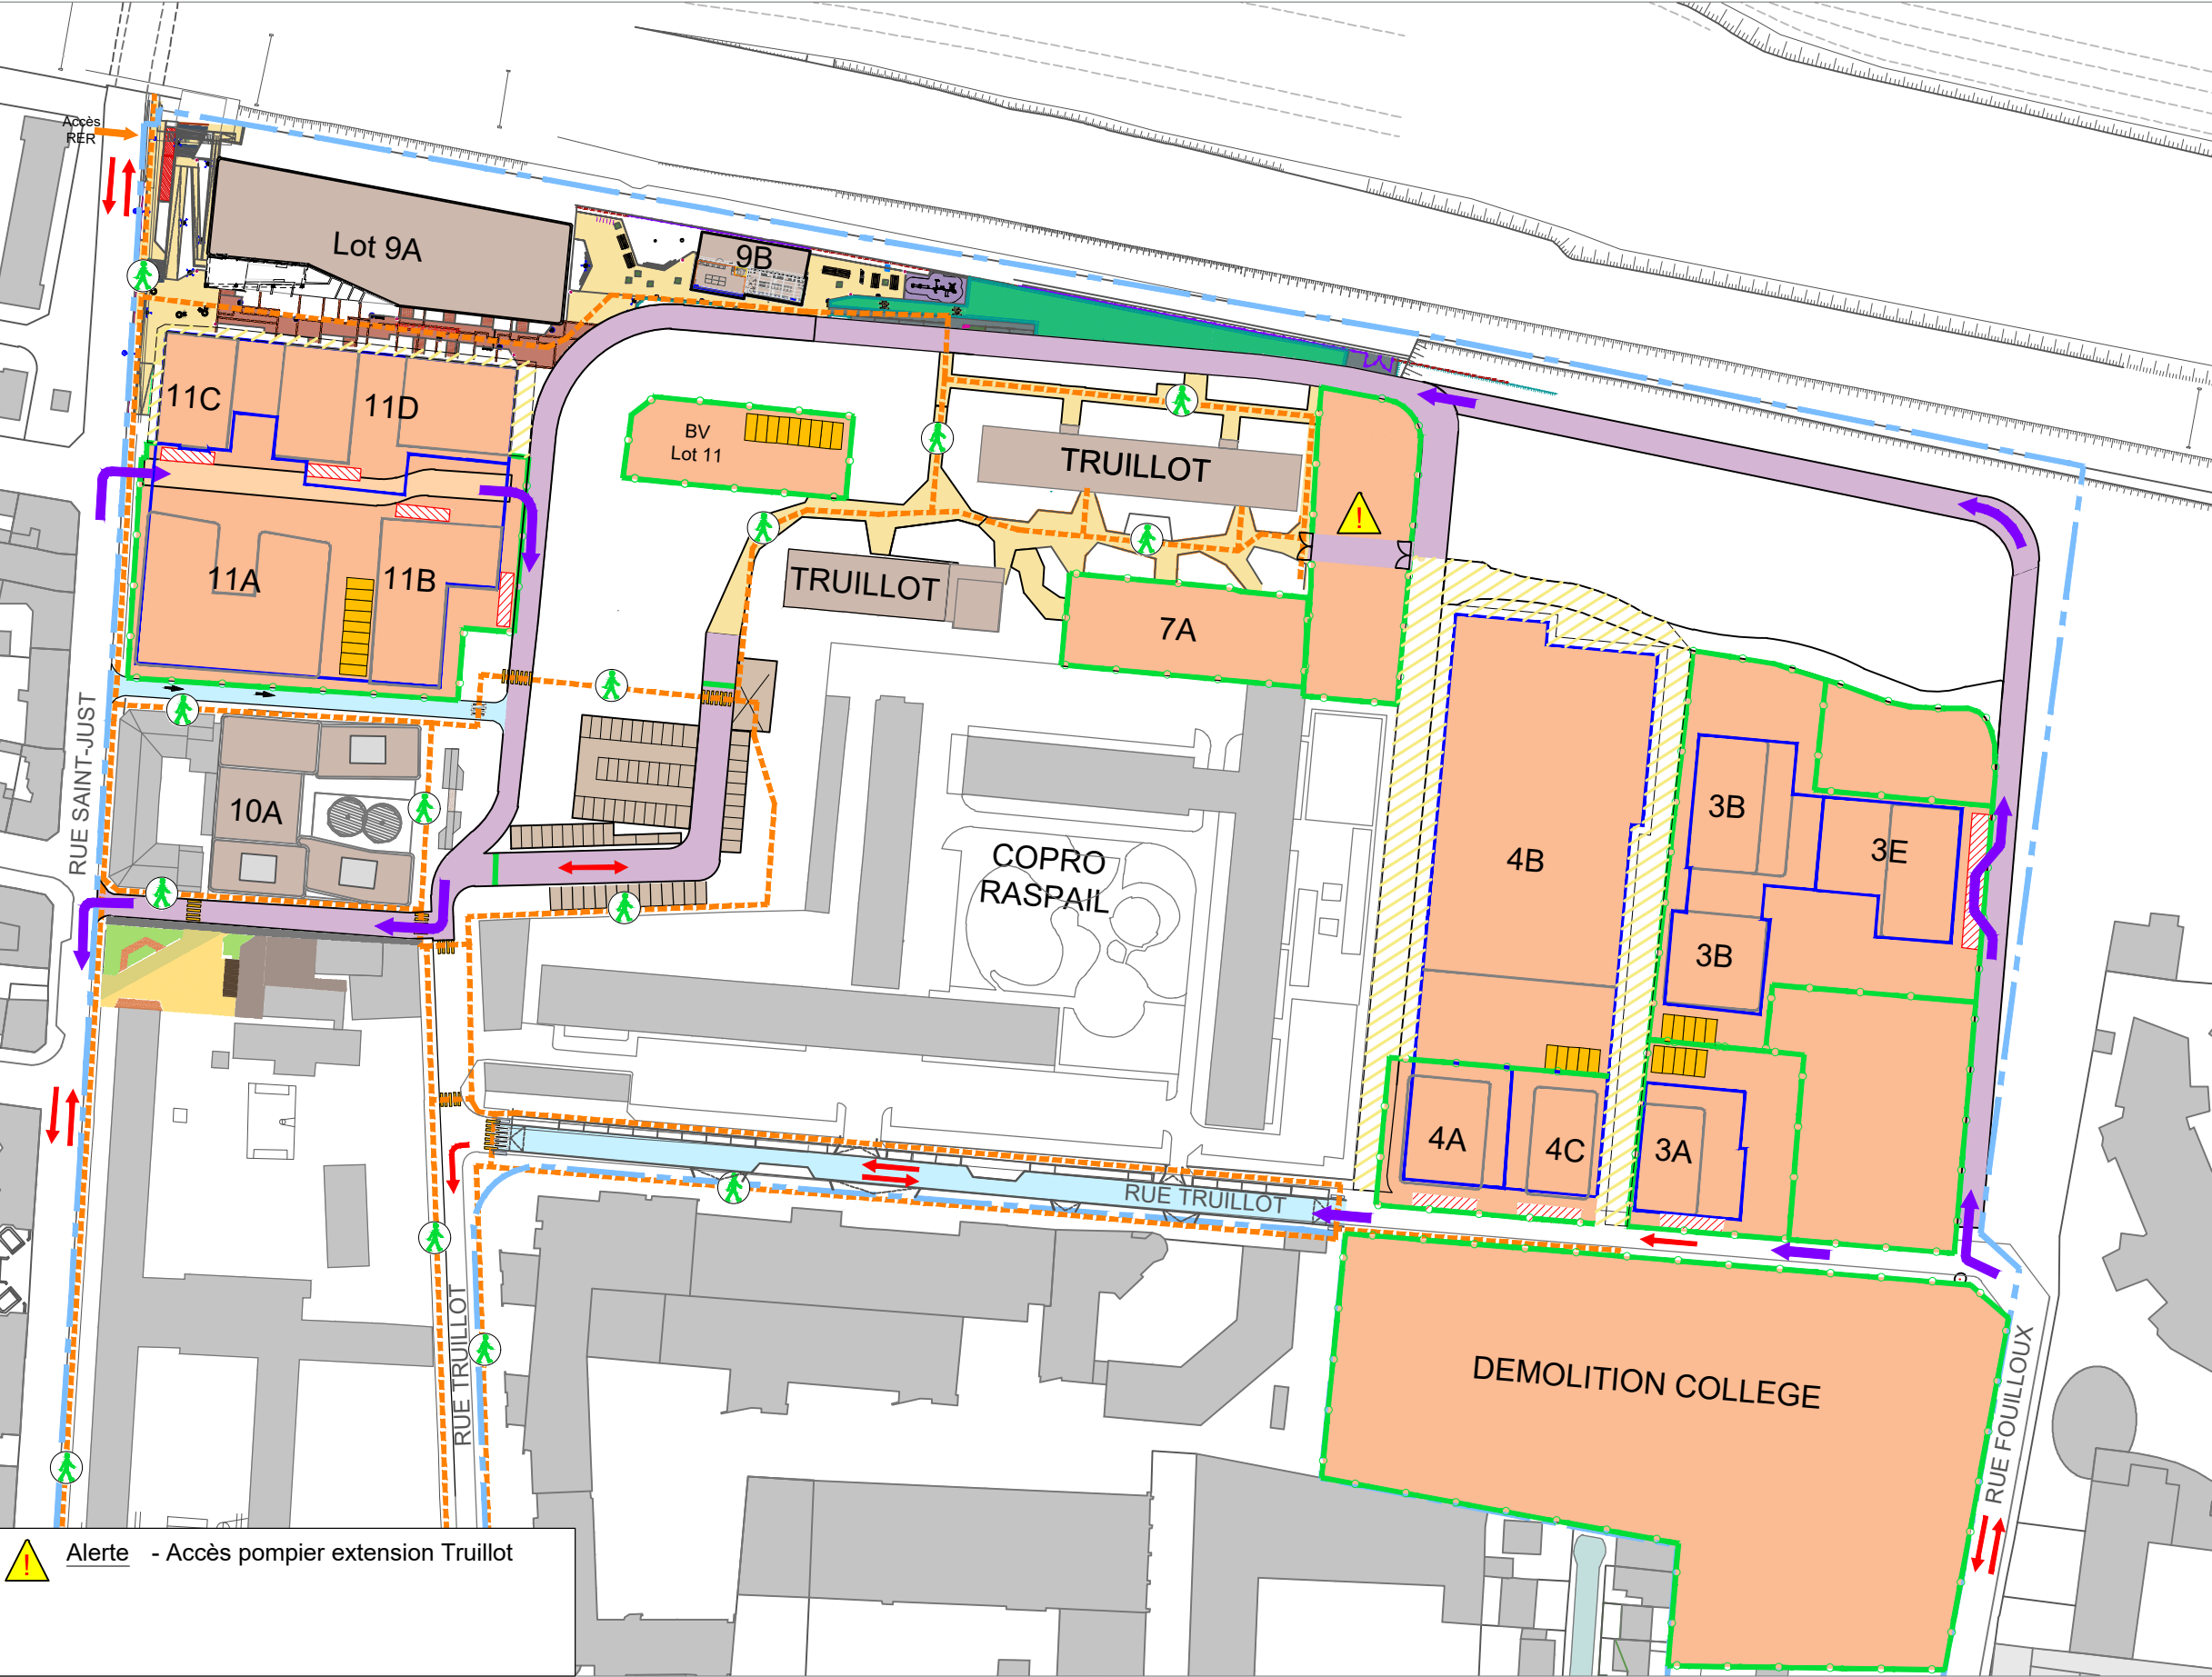 Accès
RER
Lot 9A
9B
11C
11D
BV
Lot 11
TRUILLOT
!
11A
11B
TRUILLOT
7A
RUE SAINT-JUST
10A
COPRO
RASPAIL
4B
3B
3E
3B
4A
4C
3A
RUE TRUILLOT
RUE TRUILLOT
DEMOLITION COLLEGE
RUE FOUILLOUX
! Alerte - Accès pompier extension Truillot